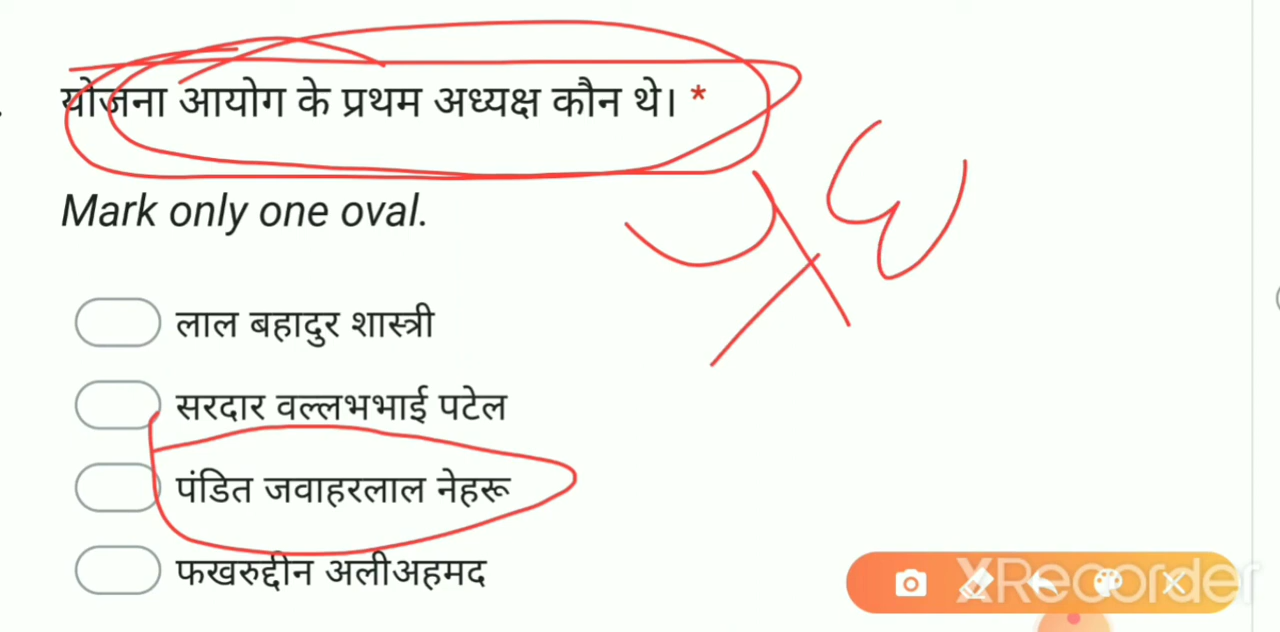 योजना आयोग के प्रथम अध्यक्ष कौन थे। *
Mark only one oval.
लाल बहादुर शास्त्री
सरदार वल्लभभाई पटेल
पंडित जवाहरलाल नेहरू
फखरुद्दीन अलीअहमद
XRecorder